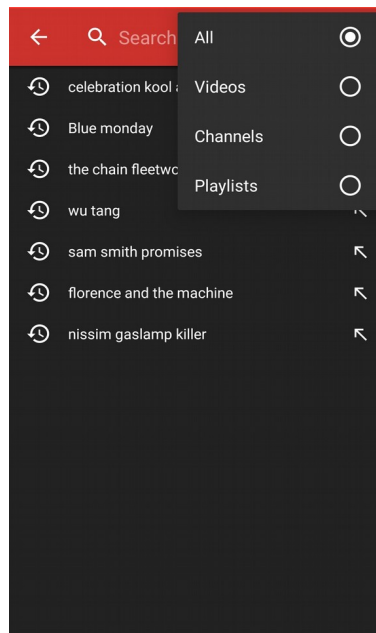 Search
All
Videos
Channels
Playlists
celebration kool
Blue monday
the chain
wu tang
sam smith promises
florence and the machine
nissim gaslamp killer